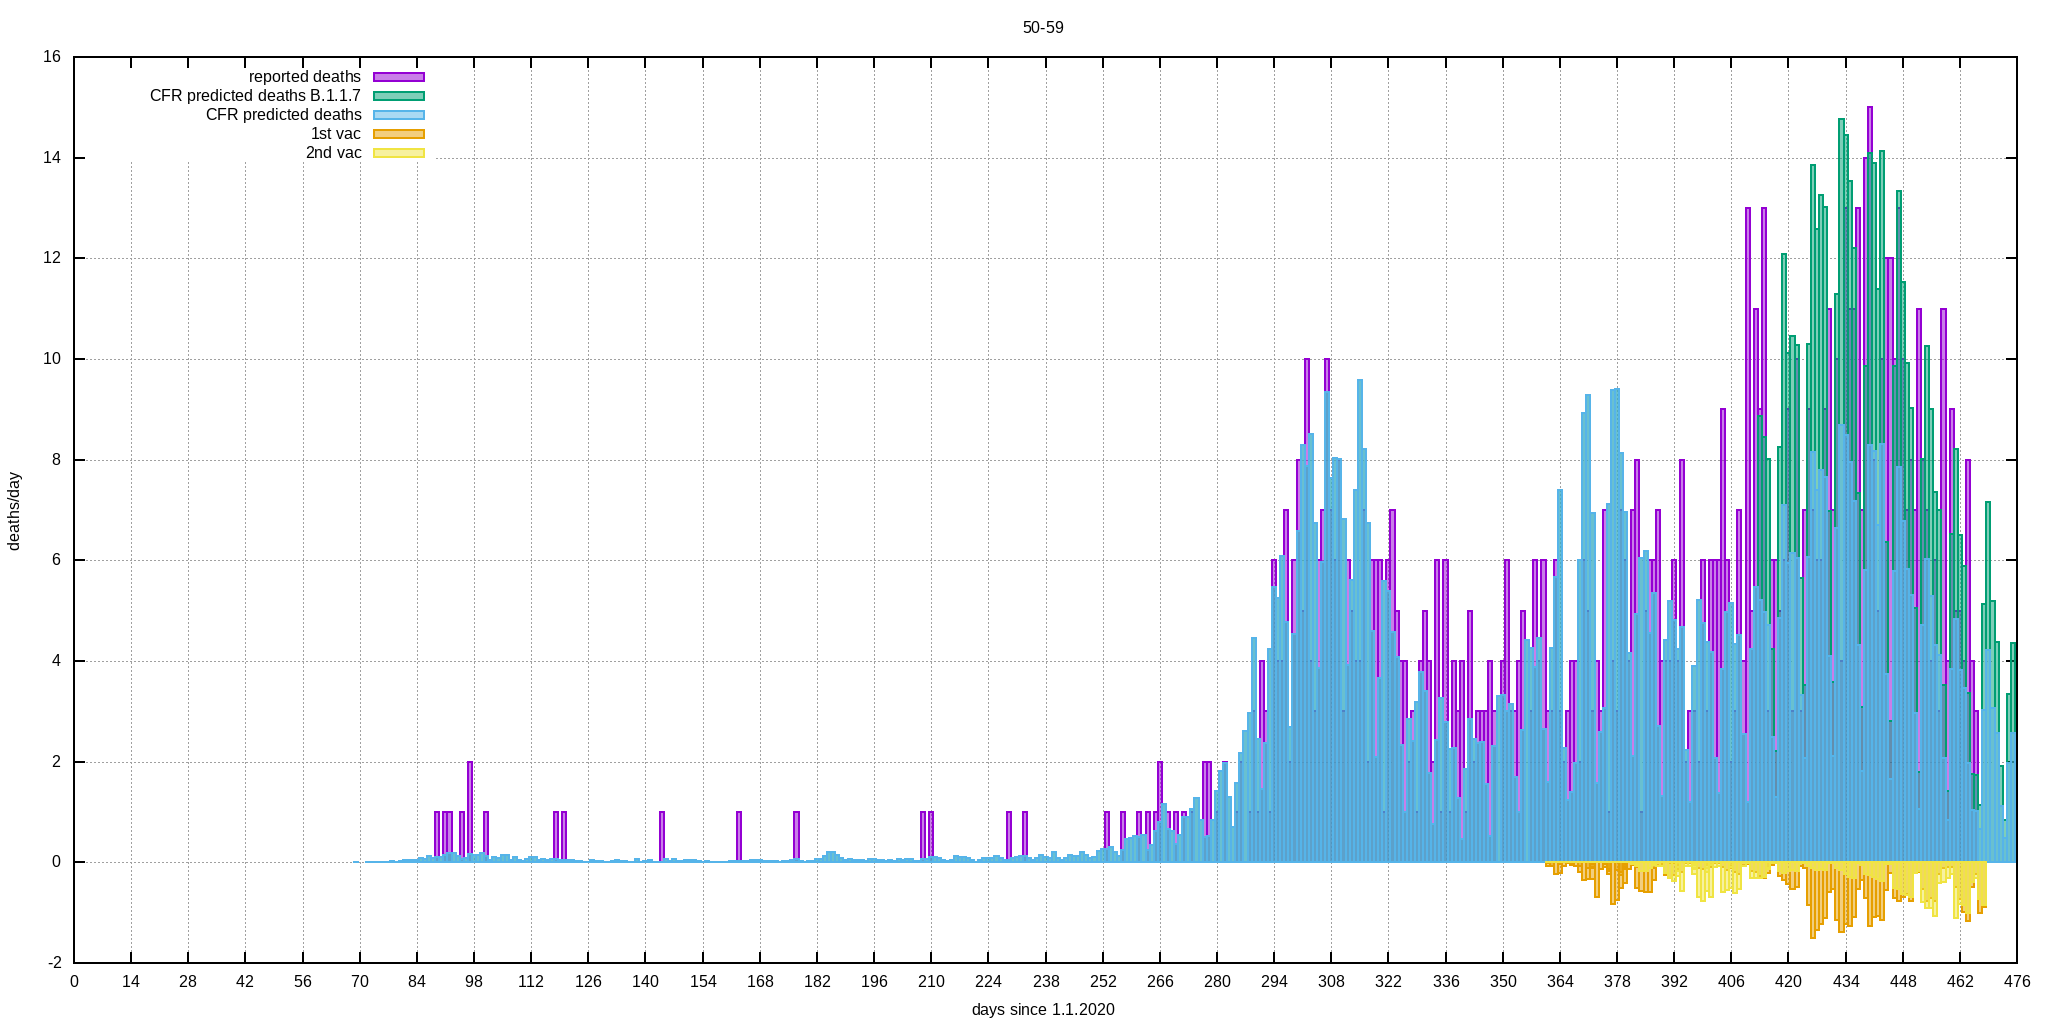 50-59
16
14
12
10
8
6
4
2
0
-2
reported deaths
CFR predicted deaths B.1.1.7
CFR predicted deaths
1st vac
2nd vac
deaths/day
0 14 28 42 56 70 84 98 112 126 140 154 168 182 196 210 224 238 252 266 280 294 308 322 336 350 364 378 392 406 420 434 448 462 476
days since 1.1.2020